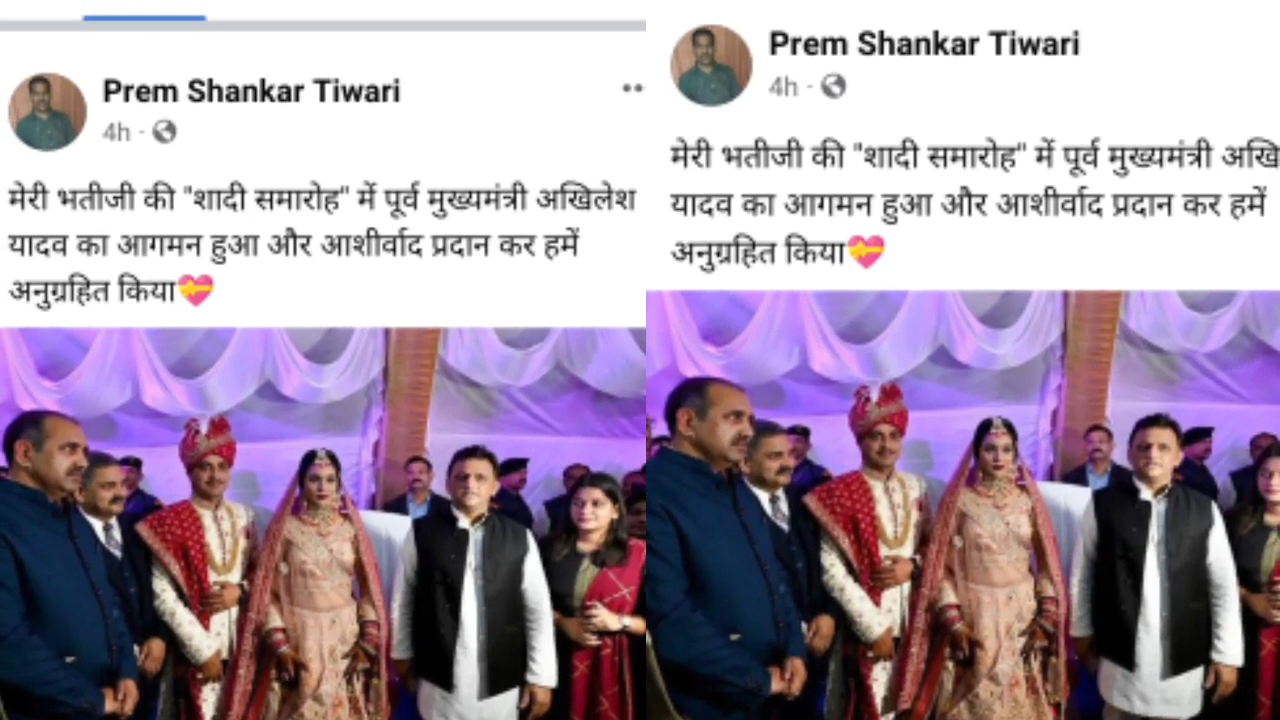 Prem Shankar Tiwari
4h ·
मेरी भतीजी की "शादी समारोह" में पूर्व मुख्यमंत्री अखिलेश
यादव का आगमन हुआ और आशीर्वाद प्रदान कर हमें
अनुग्रहित किया💝
Prem Shankar Tiwari
4h ·
मेरी भतीजी की "शादी समारोह" में पूर्व मुख्यमंत्री अखि
यादव का आगमन हुआ और आशीर्वाद प्रदान कर हमें
अनुग्रहित किया💝